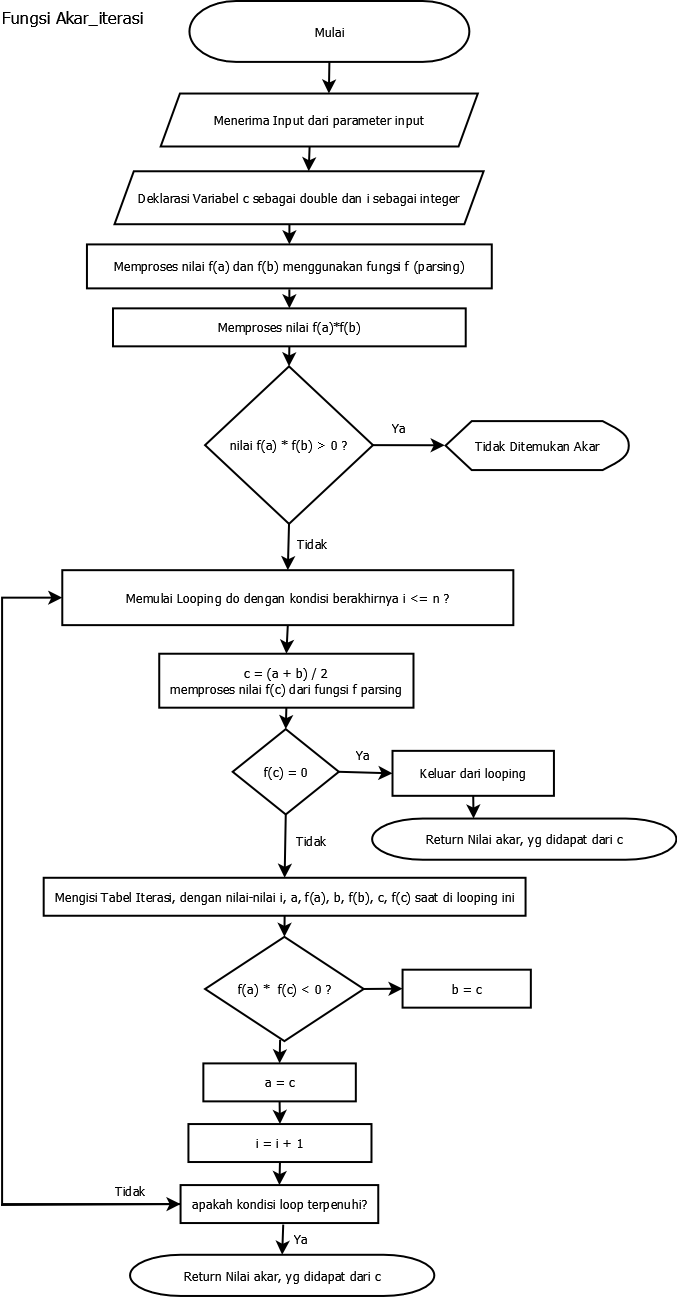 Fungsi Akar_iterasi
Mulai
Menerima Input dari parameter input
Deklarasi Variabel c sebagai double dan i sebagai integer
Memproses nilai f(a) dan f(b) menggunakan fungsi f (parsing)
Memproses nilai f(a)*f(b)
nilai f(a) * f(b) > 0 ?
Ya
Tidak Ditemukan Akar
Tidak
Memulai Looping do dengan kondisi berakhirnya i <= n ?
c = (a + b) / 2
memproses nilai f(c) dari fungsi f parsing
f(c) = 0
Ya
Keluar dari looping
Return Nilai akar, yg didapat dari c
Tidak
Mengisi Tabel Iterasi, dengan nilai-nilai i, a, f(a), b, f(b), c, f(c) saat di looping ini
f(a) * f(c) < 0 ?
b = c
a = c
i = i + 1
Tidak
apakah kondisi loop terpenuhi?
Ya
Return Nilai akar, yg didapat dari c